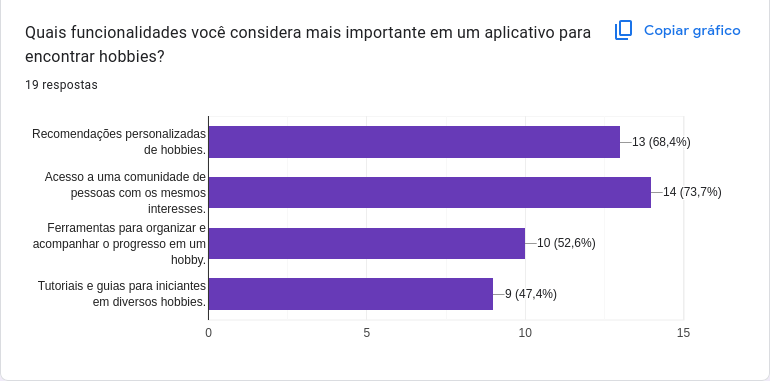 Quais funcionalidades você considera mais importante em um aplicativo para
encontrar hobbies?
Copiar gráfico
19 respostas
Recomendações personalizadas
de hobbies.
13 (68,4%)
Acesso a uma comunidade de
pessoas com os mesmos
interesses.
14 (73,7%)
Ferramentas para organizar e
acompanhar o progresso em um
hobby.
10 (52,6%)
Tutoriais e guias para iniciantes
em diversos hobbies.
9 (47,4%)
0
5
10
15